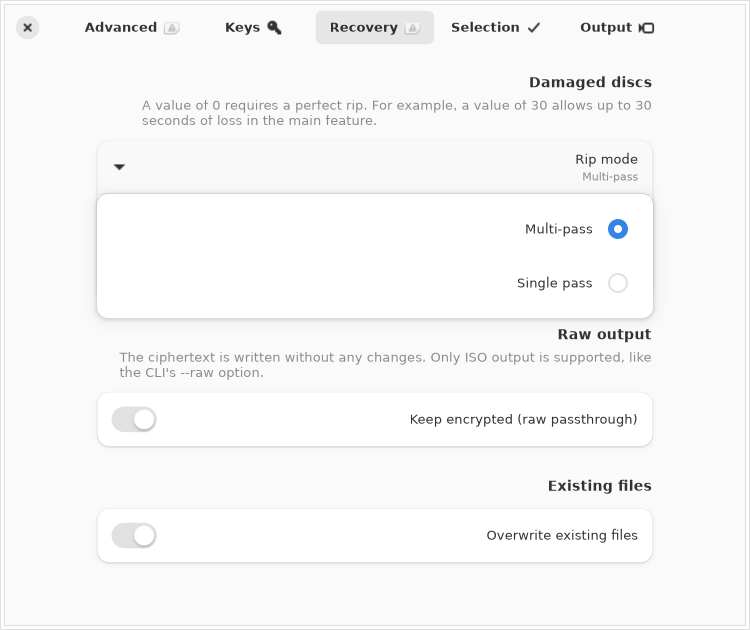 Advanced
Keys
Recovery
Selection
Output
Damaged discs
A value of 0 requires a perfect rip. For example, a value of 30 allows up to 30
seconds of loss in the main feature.
Rip mode
Multi-pass
Multi-pass
Single pass
Raw output
The ciphertext is written without any changes. Only ISO output is supported, like
the CLI's --raw option.
Keep encrypted (raw passthrough)
Existing files
Overwrite existing files